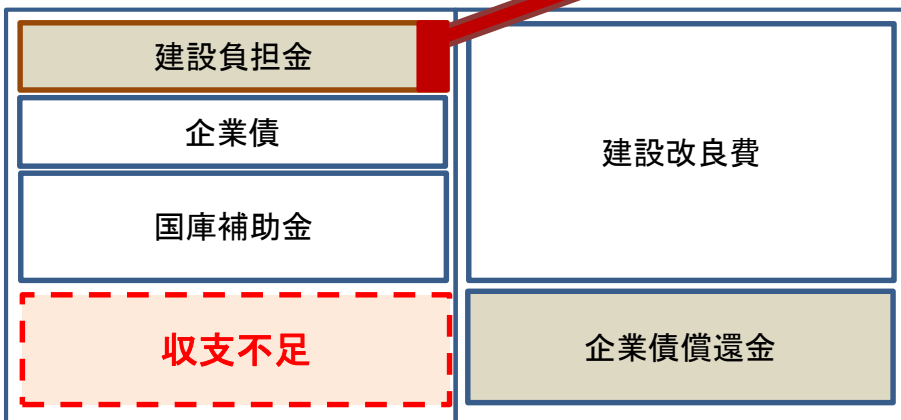 建設負担金
企業債
国庫補助金
収支不足
建設改良費
企業債償還金